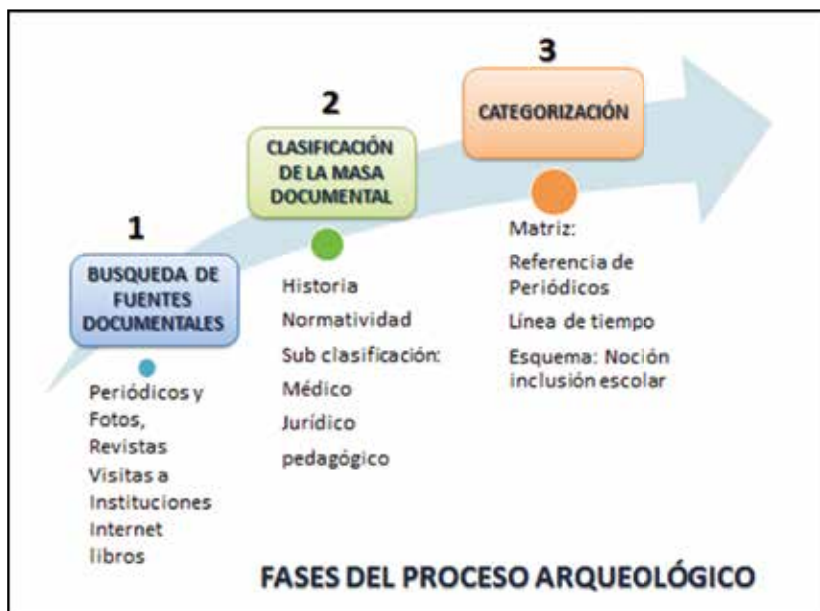 1
BUSQUEDA DE
FUENTES
DOCUMENTALES
Periódicos y
Fotos,
Revistas
Visitas a
Instituciones
Internet
libros
2
CLASIFICACIÓN
DE LA MASA
DOCUMENTAL
Historia
Normatividad
Sub clasificación:
Médico
Jurídico
pedagógico
3
CATEGORIZACIÓN
Matriz:
Referencia de
Periódicos
Línea de tiempo
Esquema: Noción
inclusión escolar
FASES DEL PROCESO ARQUEOLÓGICO